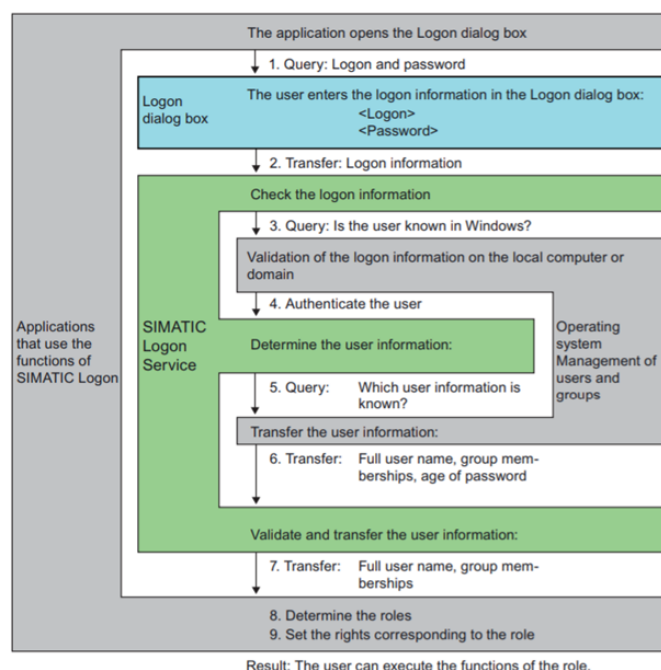 The application opens the Logon dialog box
1. Query: Logon and password
Logon
dialog box
The user enters the logon information in the Logon dialog box:
<Logon>
<Password>
2. Transfer: Logon information
Check the logon information
3. Query: Is the user known in Windows?
Validation of the logon information on the local computer or
domain
4. Authenticate the user
Applications
that use the
functions of
SIMATIC Logon
SIMATIC
Logon
Service
Determine the user information:
Operating
system
Management of
users and
groups
5. Query: Which user information is
known?
Transfer the user information:
6. Transfer: Full user name, group mem-
berships, age of password
Validate and transfer the user information:
7. Transfer: Full user name, group mem-
berships
8. Determine the roles
9. Set the rights corresponding to the role
Result: The user can execute the functions of the role.